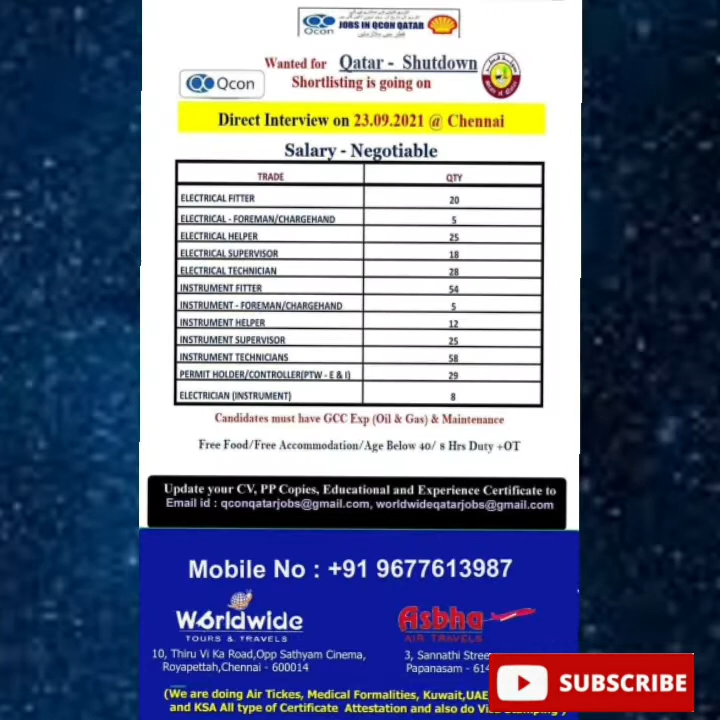 JOBS IN QCON QATAR
Qcon
Wanted for Qatar - Shutdown
Qcon
Shortlisting is going on
Direct Interview on 23.09.2021 @ Chennai
Salary - Negotiable
TRADE QTY
ELECTRICAL FITTER 20
ELECTRICAL - FOREMAN/CHARGEHAND 5
ELECTRICAL HELPER 25
ELECTRICAL SUPERVISOR 18
ELECTRICAL TECHNICIAN 28
INSTRUMENT FITTER 54
INSTRUMENT - FOREMAN/CHARGEHAND 5
INSTRUMENT HELPER 12
INSTRUMENT SUPERVISOR 25
INSTRUMENT TECHNICIANS 58
PERMIT HOLDER/CONTROLLER(PTW - E & I) 29
ELECTRICIAN (INSTRUMENT) 8
Candidates must have GCC Exp (Oil & Gas) & Maintenance
Free Food/Free Accommodation/Age Below 40/ 8 Hrs Duty +OT
Update your CV, PP Copies, Educational and Experience Certificate to
Email id : qconqatarjobs@gmail.com, worldwideqatarjobs@gmail.com
Mobile No : +91 9677613987
Worldwide
TOURS & TRAVELS
10, Thiru Vi Ka Road,Opp Sathyam Cinema,
Royapettah,Chennai - 600014
Asbha
AIR TRAVELS
3, Sannathi Stree
Papanasam - 614
SUBSCRIBE
(We are doing Air Tickes, Medical Formalities, Kuwait,UAE
and KSA All type of Certificate Attestation and also do Visa Stamping )